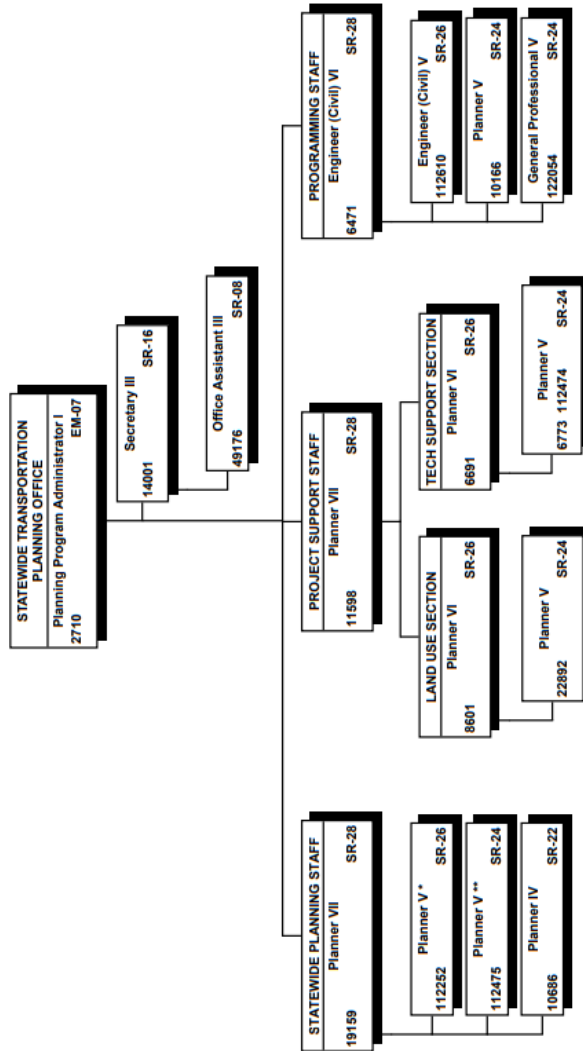 STATEWIDE TRANSPORTATION
PLANNING OFFICE
Planning Program Administrator I
2710 EM-07
Secretary III
14001 SR-16
Office Assistant III
49176 SR-08
STATEWIDE PLANNING STAFF
Planner VII
19159 SR-28
Planner V *
112252 SR-26
Planner V **
112475 SR-24
Planner IV
10686 SR-22
PROJECT SUPPORT STAFF
Planner VII
11598 SR-28
LAND USE SECTION
Planner VI
8601 SR-26
Planner V
22892 SR-24
TECH SUPPORT SECTION
Planner VI
6691 SR-26
Planner V
6773 112474 SR-24
PROGRAMMING STAFF
Engineer (Civil) VI
6471 SR-28
Engineer (Civil) V
112610 SR-26
Planner V
10166 SR-24
General Professional V
122054 SR-24